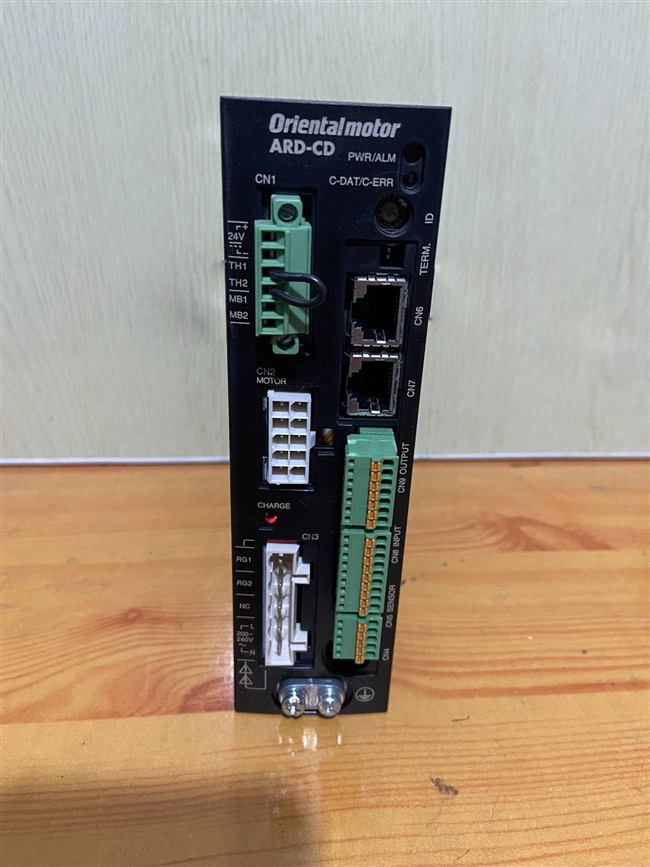 Orientalmotor
ARD-CD
PWR/ALM
C-DAT/C-ERR
CN1
ID
+
24V
-
TERM.
TH1
TH2
MB1
MB2
CN6
CN2
MOTOR
CN7
CN9 OUTPUT
CHARGE
CN3
CN8 INPUT
RG1
RG2
NC
CN5 SENSOR
L
200-
240V
~
N
CN4